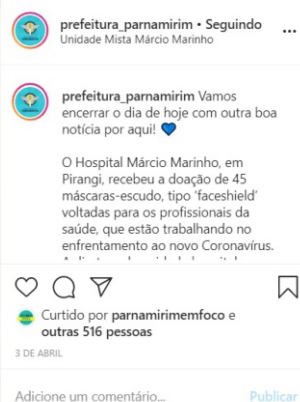 prefeitura_parnamirim • Seguindo
Unidade Mista Márcio Marinho
prefeitura_parnamirim Vamos
encerrar o dia de hoje com outra boa
notícia por aqui! 💙
O Hospital Márcio Marinho, em
Pirangi, recebeu a doação de 45
máscaras-escudo, tipo ‘faceshield’
voltadas para os profissionais da
saúde, que estão trabalhando no
enfrentamento ao novo Coronavírus.
Curtido por parnamirimemfoco e
outras 516 pessoas
3 DE ABRIL
Adicione um comentário...
Publicar